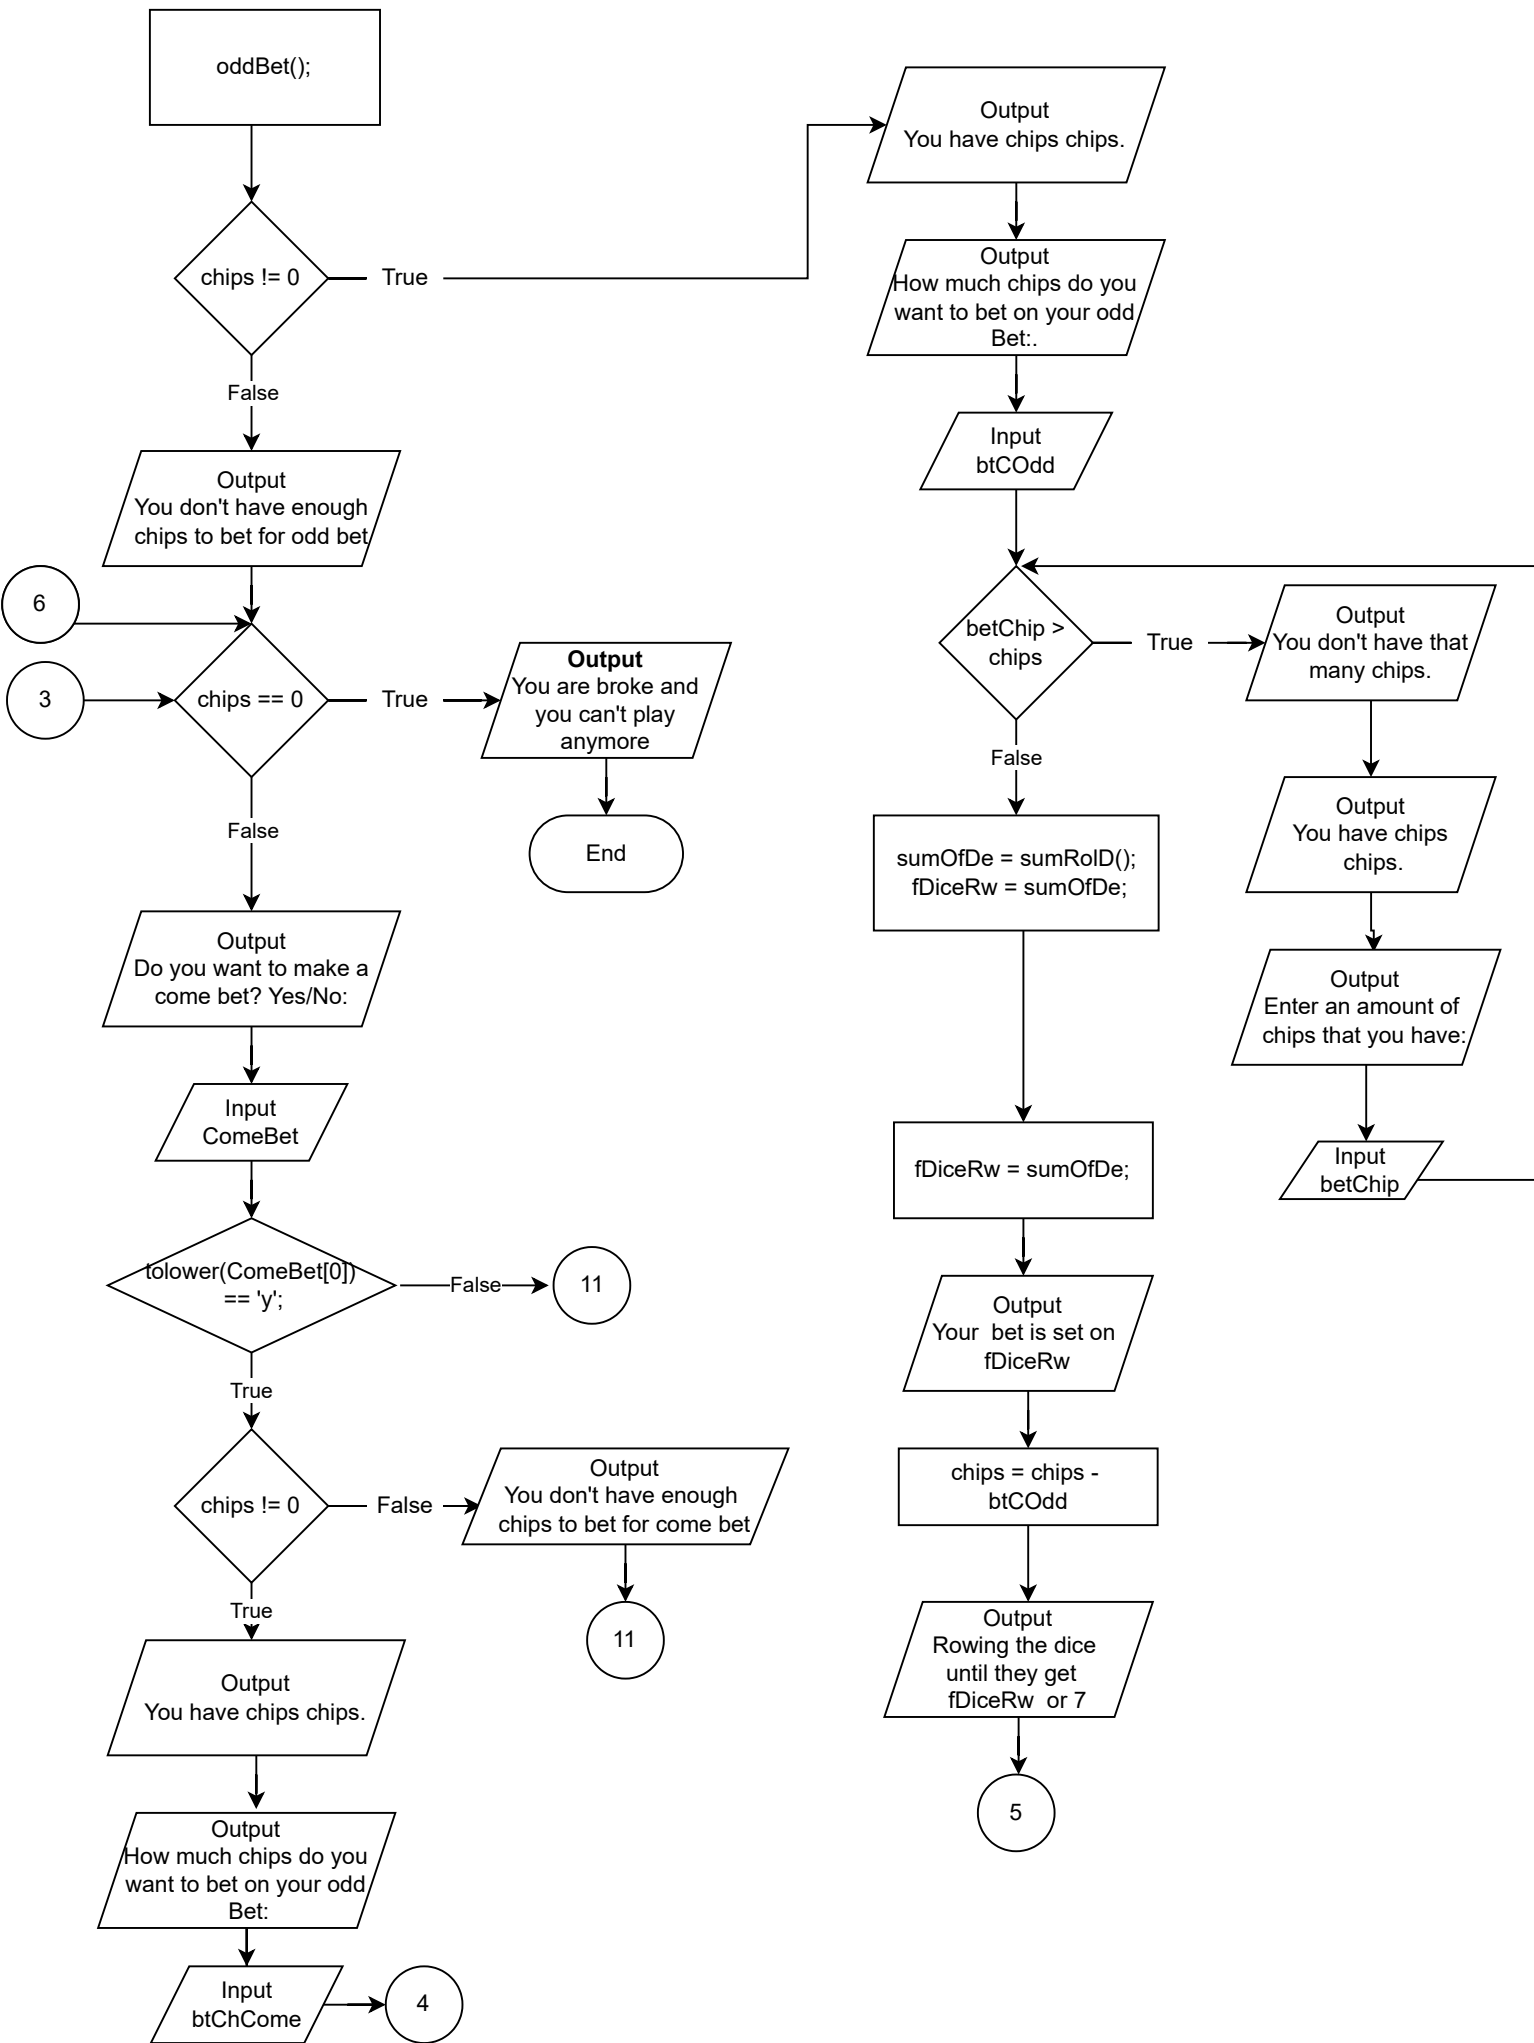 oddBet();
chips != 0
True
False
Output
You don't have enough
chips to bet for odd bet
6
3
chips == 0
True
Output
You are broke and
you can't play
anymore
End
False
Output
Do you want to make a
come bet? Yes/No:
Input
ComeBet
tolower(ComeBet[0])
== 'y';
False
11
True
chips != 0
False
Output
You don't have enough
chips to bet for come bet
11
True
Output
You have chips chips.
Output
How much chips do you
want to bet on your odd
Bet:
Input
btChCome
4
Output
You have chips chips.
Output
How much chips do you
want to bet on your odd
Bet:.
Input
btCOdd
betChip >
chips
True
Output
You don't have that
many chips.
Output
You have chips
chips.
Output
Enter an amount of
chips that you have:
Input
betChip
False
sumOfDe = sumRolD();
fDiceRw = sumOfDe;
fDiceRw = sumOfDe;
Output
Your  bet is set on
fDiceRw
chips = chips -
btCOdd
Output
Rowing the dice
until they get
fDiceRw  or 7
5